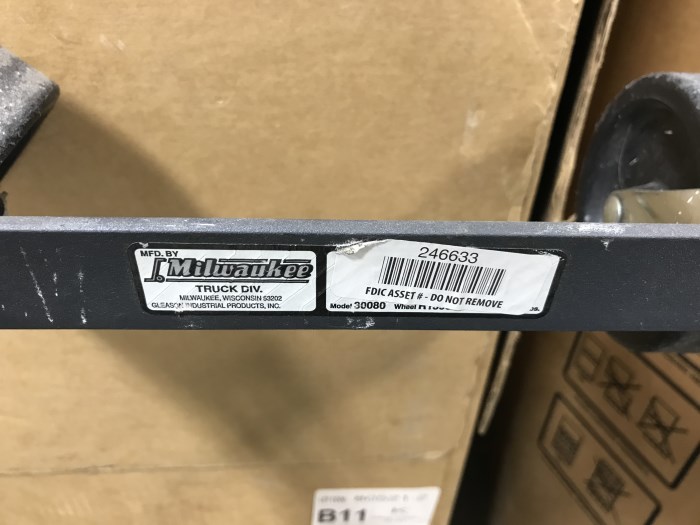 MFD. BY
Milwaukee
TRUCK DIV.
MILWAUKEE, WISCONSIN 53202
GLEASON INDUSTRIAL PRODUCTS, INC.
246633
FDIC ASSET # - DO NOT REMOVE
Model 30080 Wheel
B11